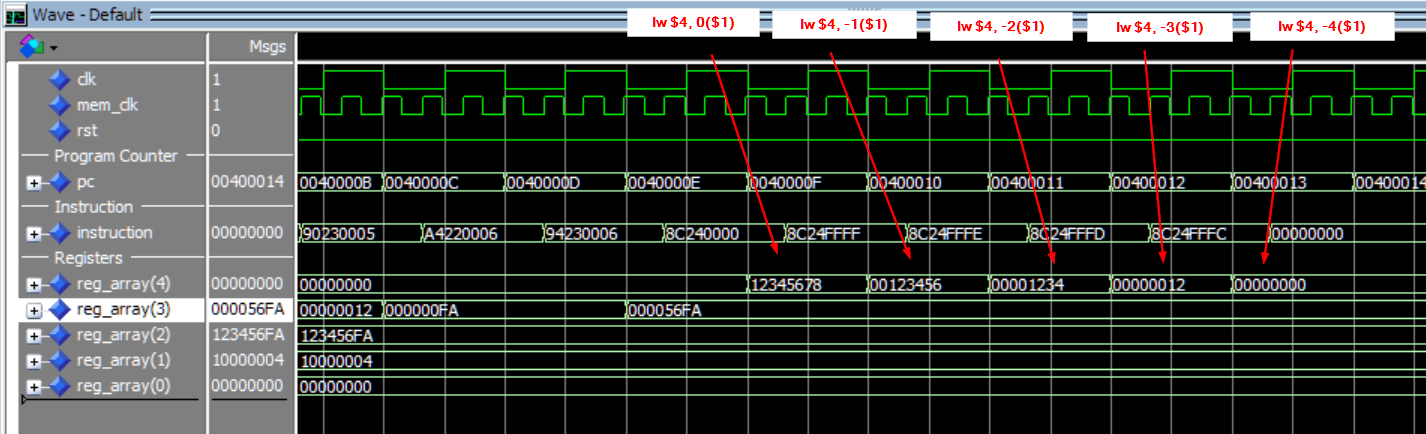 Wave - Default
lw $4, 0($1) lw $4, -1($1) lw $4, -2($1) lw $4, -3($1) lw $4, -4($1)
Msgs
clk 1
mem_clk 1
rst 0
Program Counter
pc 00400014 0040000B 0040000C 0040000D 0040000E 0040000F 00400010 00400011 00400012 00400013 00400014
Instruction
instruction 00000000 90230005 A4220006 94230006 8C240000 8C24FFFF 8C24FFFE 8C24FFFD 8C24FFFC 00000000
Registers
reg_array(4) 00000000 00000000 12345678 00123456 00001234 00000012 00000000
reg_array(3) 000056FA 00000012 000000FA 000056FA
reg_array(2) 123456FA 123456FA
reg_array(1) 10000004 10000004
reg_array(0) 00000000 00000000